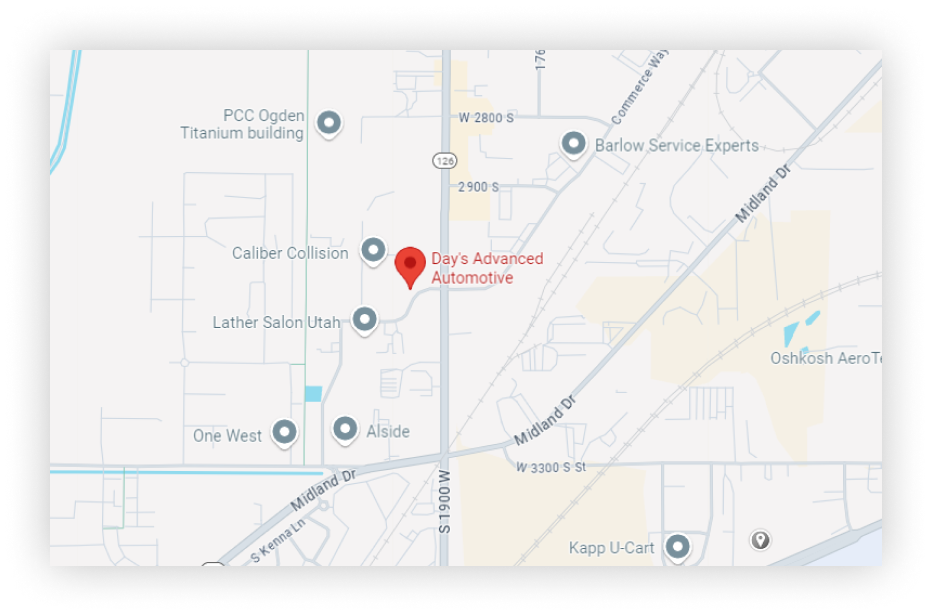 176
Commerce Way
PCC Ogden
Titanium building
W 2800 S
Barlow Service Experts
126
2900 S
Midland Dr
Caliber Collision
Day's Advanced
Automotive
Lather Salon Utah
Oshkosh AeroTe
Midland Dr
One West
Alside
W 3300 S St
Midland Dr
S 1900 W
S Kenna Ln
Kapp U-Cart